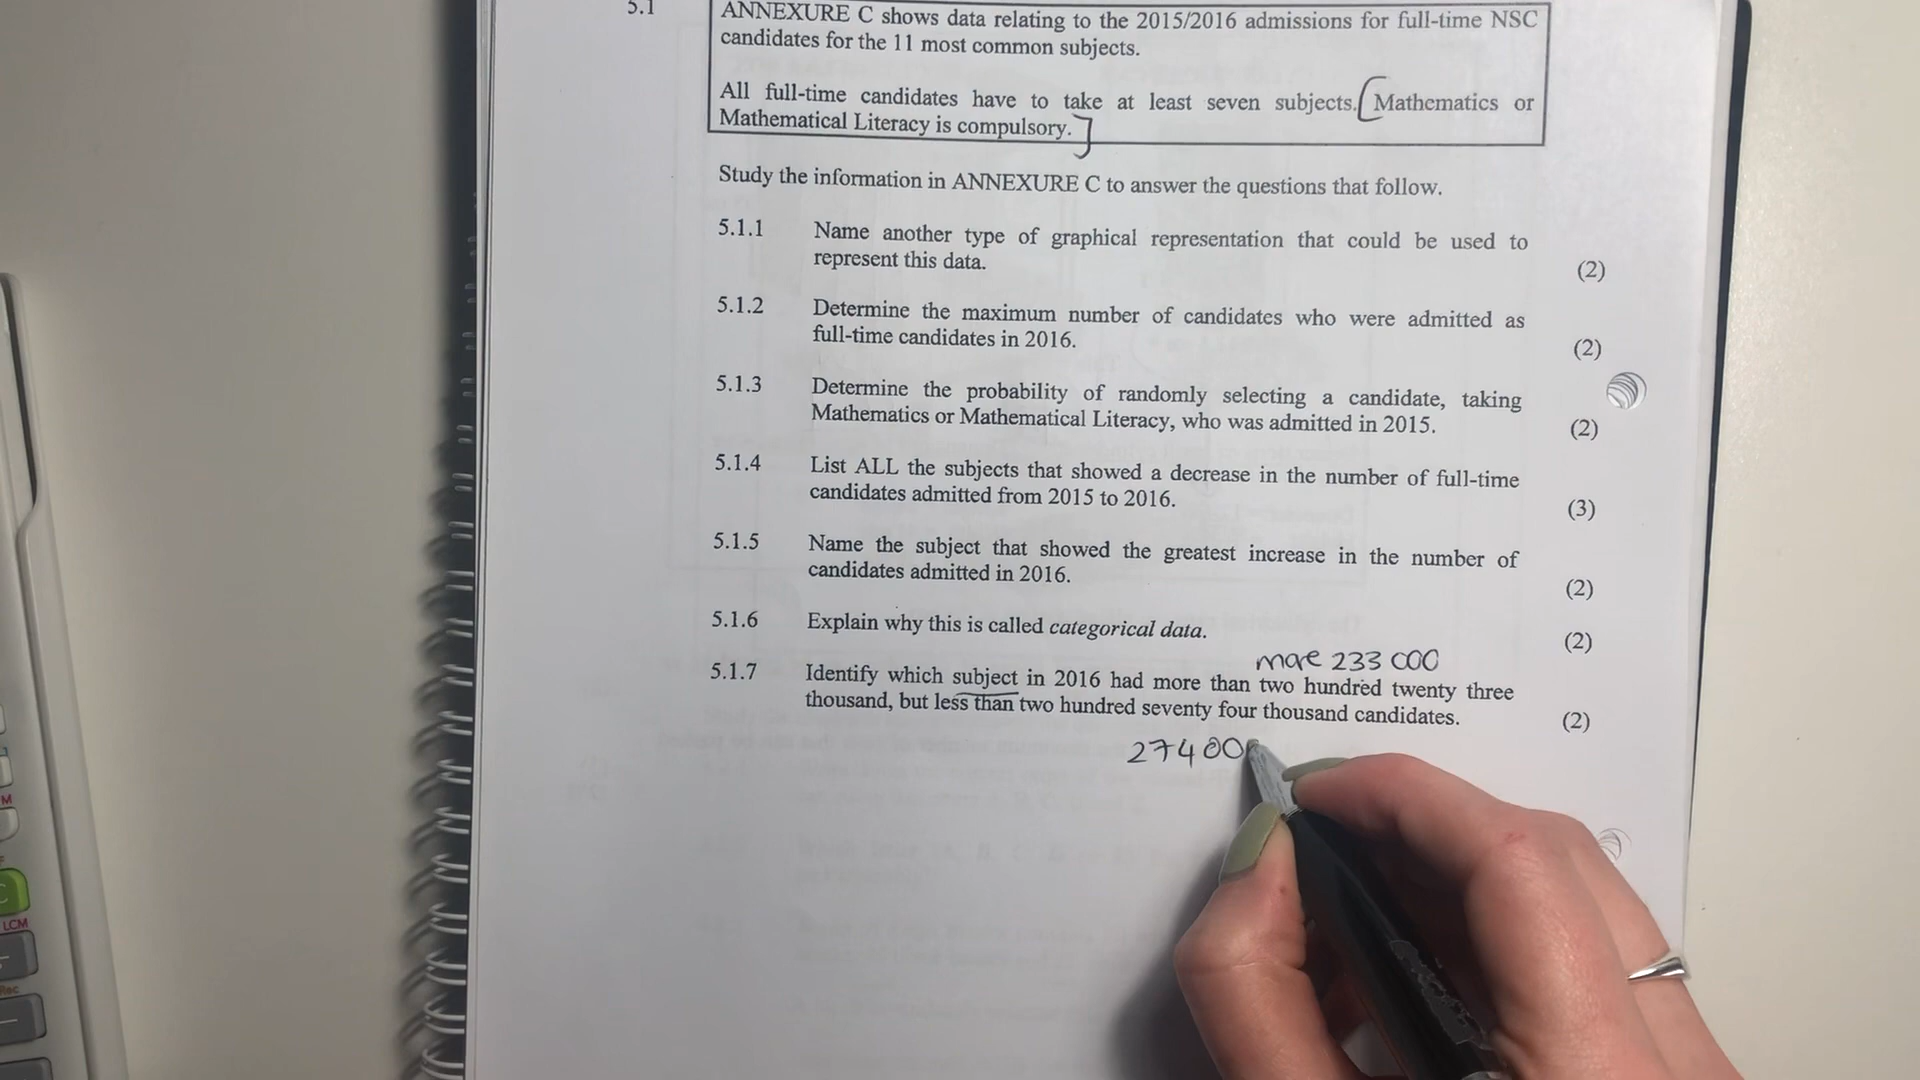 5.1
ANNEXURE C shows data relating to the 2015/2016 admissions for full-time NSC
candidates for the 11 most common subjects.
All full-time candidates have to take at least seven subjects. [Mathematics or
Mathematical Literacy is compulsory.]
Study the information in ANNEXURE C to answer the questions that follow.
5.1.1 Name another type of graphical representation that could be used to
represent this data. (2)
5.1.2 Determine the maximum number of candidates who were admitted as
full-time candidates in 2016. (2)
5.1.3 Determine the probability of randomly selecting a candidate, taking
Mathematics or Mathematical Literacy, who was admitted in 2015. (2)
5.1.4 List ALL the subjects that showed a decrease in the number of full-time
candidates admitted from 2015 to 2016. (3)
5.1.5 Name the subject that showed the greatest increase in the number of
candidates admitted in 2016. (2)
5.1.6 Explain why this is called categorical data. (2)
more 233 000
5.1.7 Identify which subject in 2016 had more than two hundred twenty three
thousand, but less than two hundred seventy four thousand candidates. (2)
274 000
M
LCM
Rec